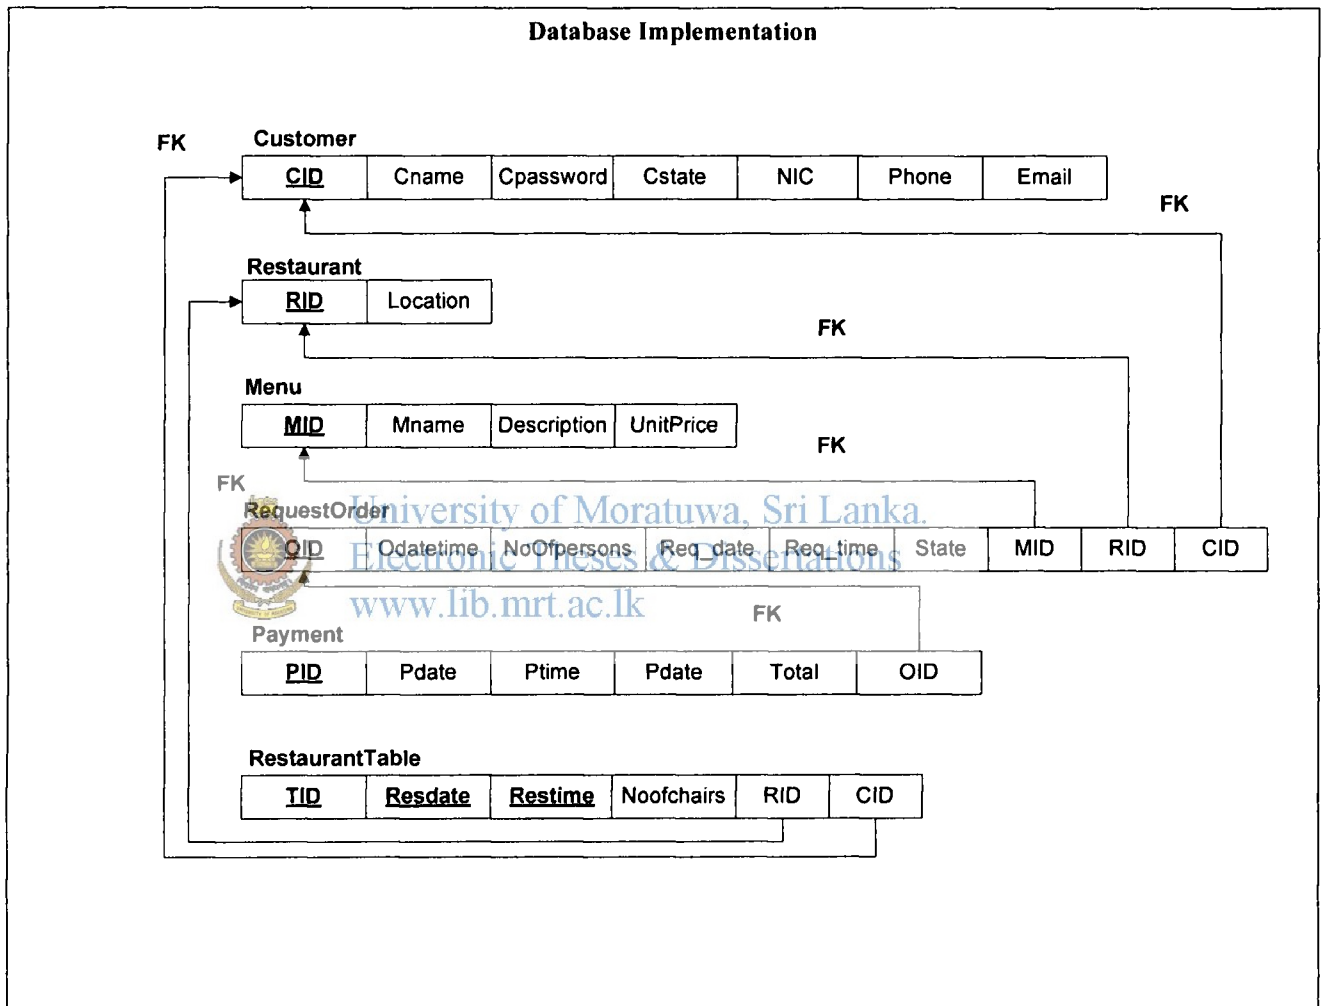 Database Implementation
FK
Customer
CID Cname Cpassword Cstate NIC Phone Email
FK
Restaurant
RID Location
FK
Menu
MID Mname Description UnitPrice
FK
FK
RequestOrder
OID Odatetime NoOfpersons Req_date Req_time State MID RID CID
University of Moratuwa, Sri Lanka.
Electronic Theses & Dissertations
www.lib.mrt.ac.lk
FK
Payment
PID Pdate Ptime Pdate Total OID
RestaurantTable
TID Resdate Restime Noofchairs RID CID